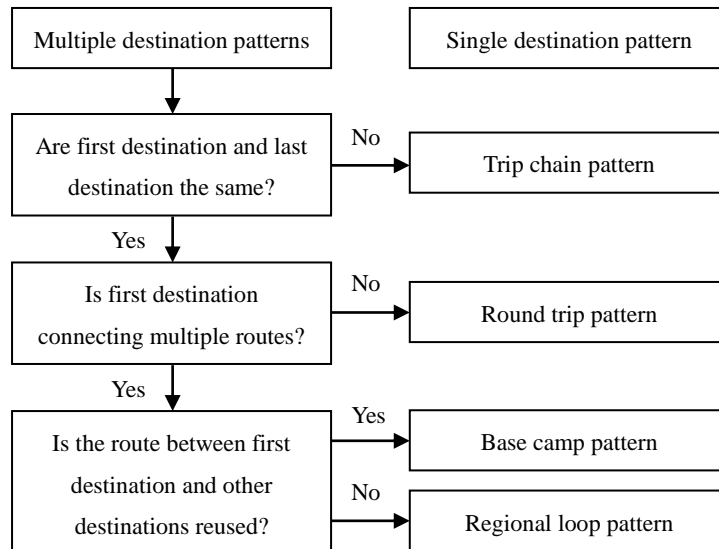 Multiple destination patterns
Single destination pattern
Are first destination and last
destination the same?
No
Trip chain pattern
Yes
Is first destination
connecting multiple routes?
No
Round trip pattern
Yes
Is the route between first
destination and other
destinations reused?
Yes
Base camp pattern
No
Regional loop pattern